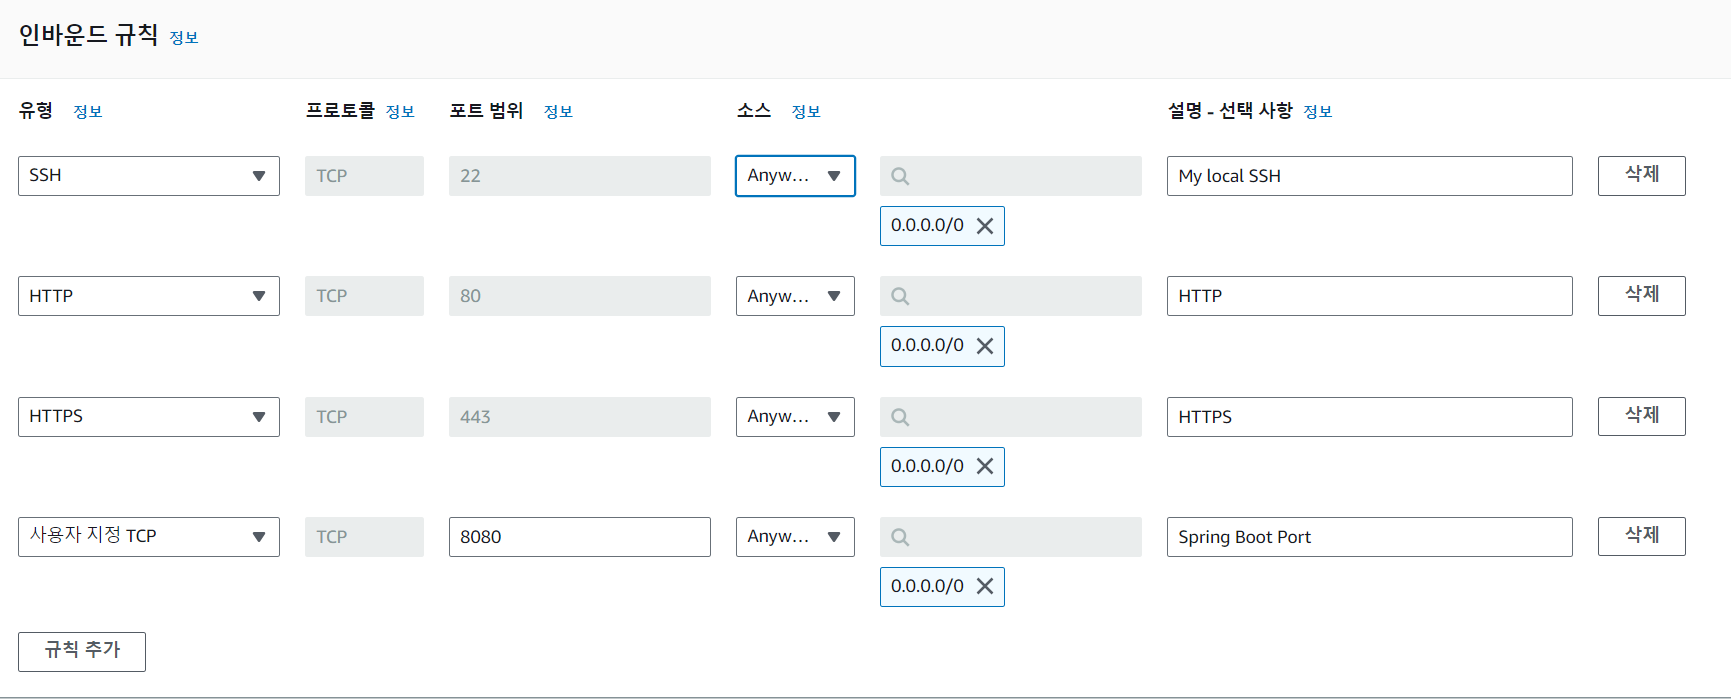 인바운드 규칙 정보
유형 정보 프로토콜 정보 포트 범위 정보 소스 정보 설명 - 선택 사항 정보
SSH TCP 22 Anyw... My local SSH 삭제
0.0.0.0/0
HTTP TCP 80 Anyw... HTTP 삭제
0.0.0.0/0
HTTPS TCP 443 Anyw... HTTPS 삭제
0.0.0.0/0
사용자 지정 TCP TCP 8080 Anyw... Spring Boot Port 삭제
0.0.0.0/0
규칙 추가